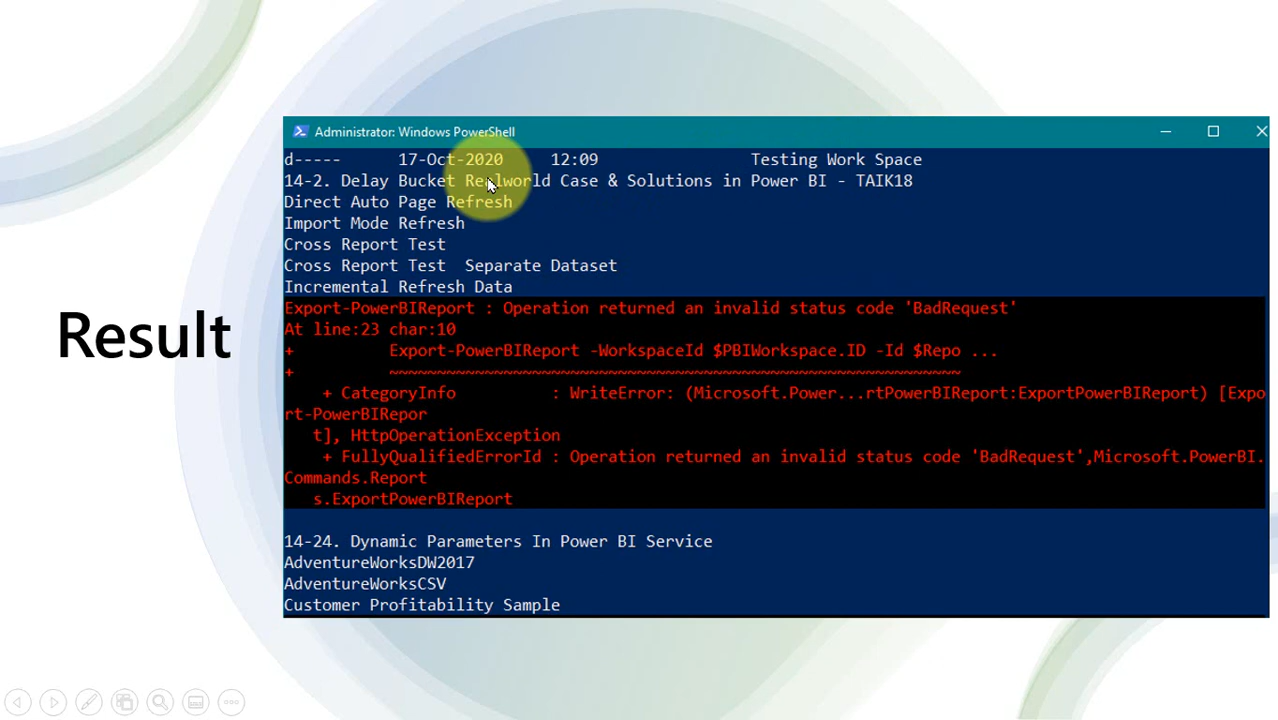 Administrator: Windows PowerShell
d----- 17-Oct-2020 12:09 Testing Work Space
14-2. Delay Bucket Realworld Case & Solutions in Power BI - TAIK18
Direct Auto Page Refresh
Import Mode Refresh
Cross Report Test
Cross Report Test  Separate Dataset
Incremental Refresh Data
Export-PowerBIReport : Operation returned an invalid status code 'BadRequest'
At line:23 char:10
+ Export-PowerBIReport -WorkspaceId $PBIWorkspace.ID -Id $Repo ...
+ ~~~~~~~~~~~~~~~~~~~~~~~~~~~~~~~~~~~~~~~~~~~~~~~~~~~~~~~~~~~~
+ CategoryInfo : WriteError: (Microsoft.Power...rtPowerBIReport:ExportPowerBIReport) [Expo
rt-PowerBIRepor
t], HttpOperationException
+ FullyQualifiedErrorId : Operation returned an invalid status code 'BadRequest',Microsoft.PowerBI.
Commands.Report
s.ExportPowerBIReport
14-24. Dynamic Parameters In Power BI Service
AdventureWorksDW2017
AdventureWorksCSV
Customer Profitability Sample
Result